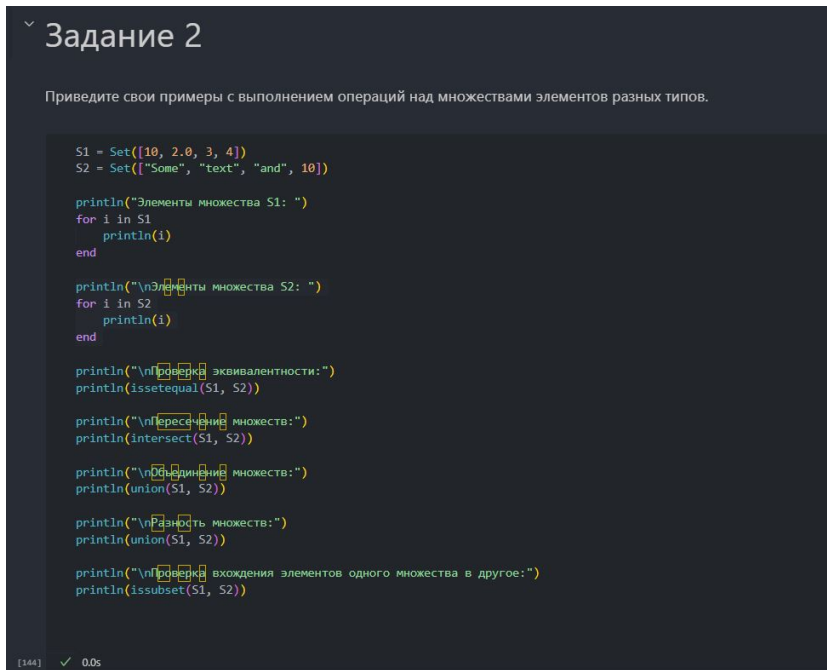 Задание 2
Приведите свои примеры с выполнением операций над множествами элементов разных типов.
S1 = Set([10, 2.0, 3, 4])
S2 = Set(["Some", "text", "and", 10])
println("Элементы множества S1: ")
for i in S1
println(i)
end
println("\nЭлементы множества S2: ")
for i in S2
println(i)
end
println("\nПроверка эквивалентности:")
println(issetequal(S1, S2))
println("\nПересечение множеств:")
println(intersect(S1, S2))
println("\nОбъединение множеств:")
println(union(S1, S2))
println("\nРазность множеств:")
println(union(S1, S2))
println("\nПроверка вхождения элементов одного множества в другое:")
println(issubset(S1, S2))
[144] ✓ 0.0s